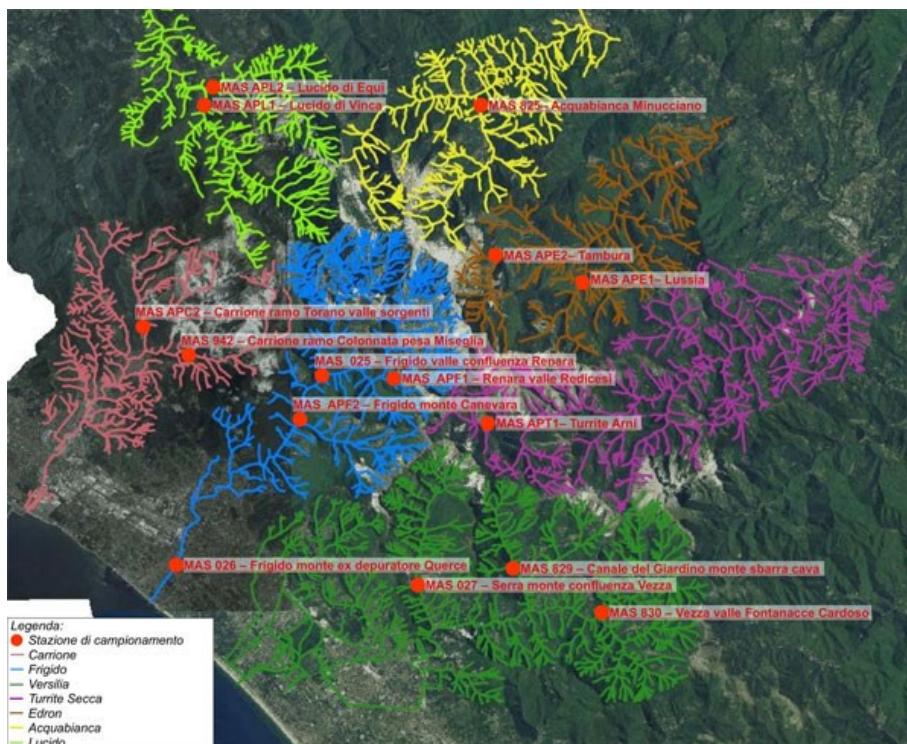 MAS APL2 – Lucido di Equi
MAS APL1 – Lucido di Vinca
MAS 825– Acquabianca Minucciano
MAS APE2– Tambura
MAS APE1– Lussia
MAS APC2 – Carrione ramo Torano valle sorgenti
MAS 942 – Carrione ramo Colonnata pesa Miseglia
MAS 025 – Frigido valle confluenza Renara
MAS APF1 – Renara valle Redicesi
MAS APF2 – Frigido monte Canevara
MAS APT1– Turrite Arni
MAS 026 – Frigido monte ex depuratore Querce
MAS 829 – Canale del Giardino monte sbarra cava
MAS 027 – Serra monte confluenza Vezza
MAS 830 – Vezza valle Fontanacce Cardoso
Legenda:
Stazione di campionamento
Carrione
Frigido
Versilia
Turrite Secca
Edron
Acquabianca
Lucido